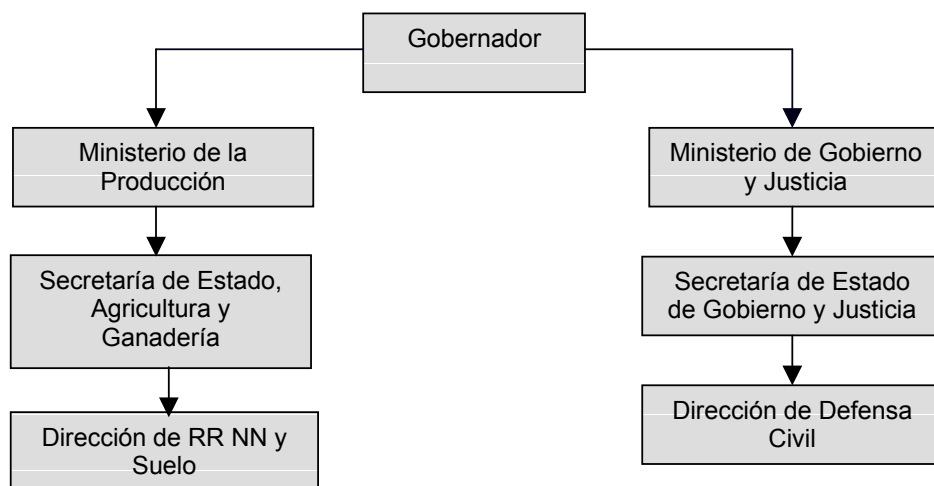 Gobernador
Ministerio de la
Producción
Ministerio de Gobierno
y Justicia
Secretaría de Estado,
Agricultura y
Ganadería
Secretaría de Estado
de Gobierno y Justicia
Dirección de RR NN y
Suelo
Dirección de Defensa
Civil